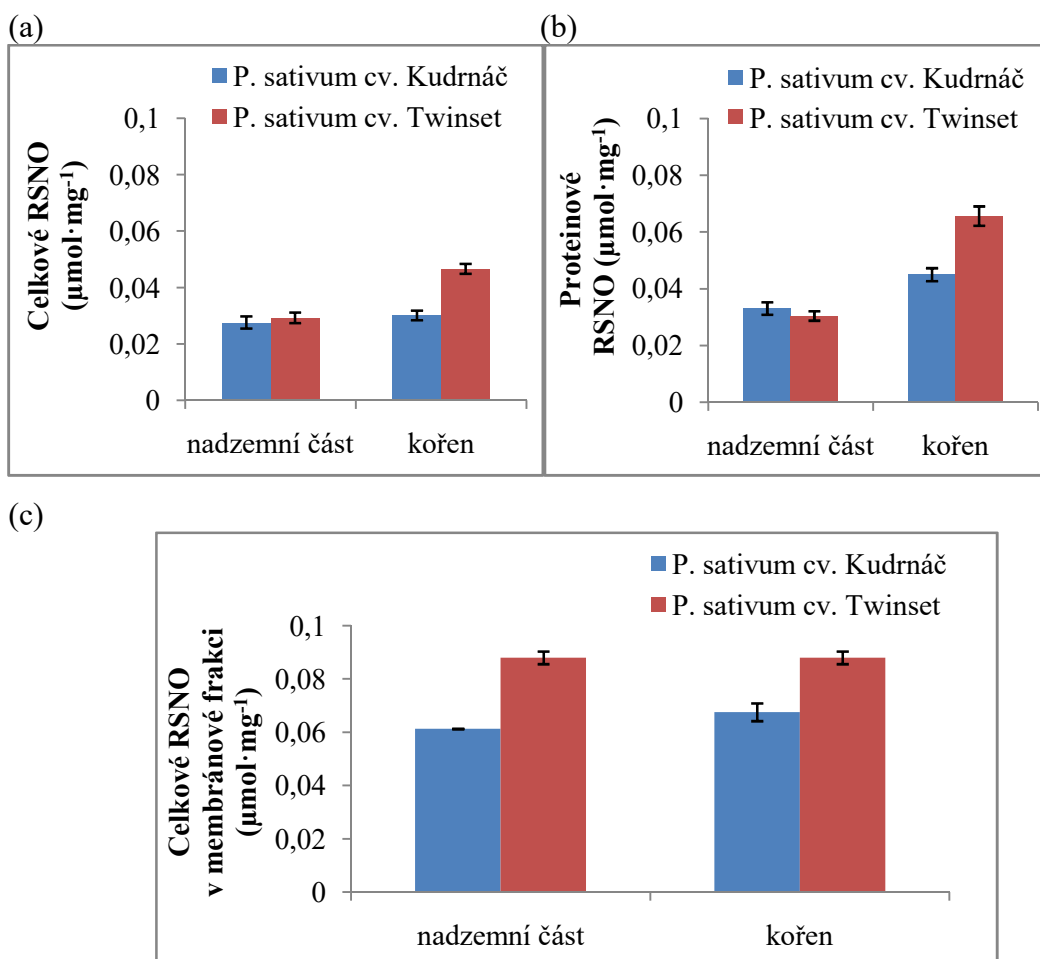 (a)
P. sativum cv. Kudrnáč
P. sativum cv. Twinset
Celkové RSNO
(µmol·mg⁻¹)
0,1
0,08
0,06
0,04
0,02
0
nadzemní část
kořen
(b)
P. sativum cv. Kudrnáč
P. sativum cv. Twinset
Proteinové
RSNO (µmol·mg⁻¹)
0,1
0,08
0,06
0,04
0,02
0
nadzemní část
kořen
(c)
P. sativum cv. Kudrnáč
P. sativum cv. Twinset
Celkové RSNO
v membránové frakci
(µmol·mg⁻¹)
0,1
0,08
0,06
0,04
0,02
0
nadzemní část
kořen